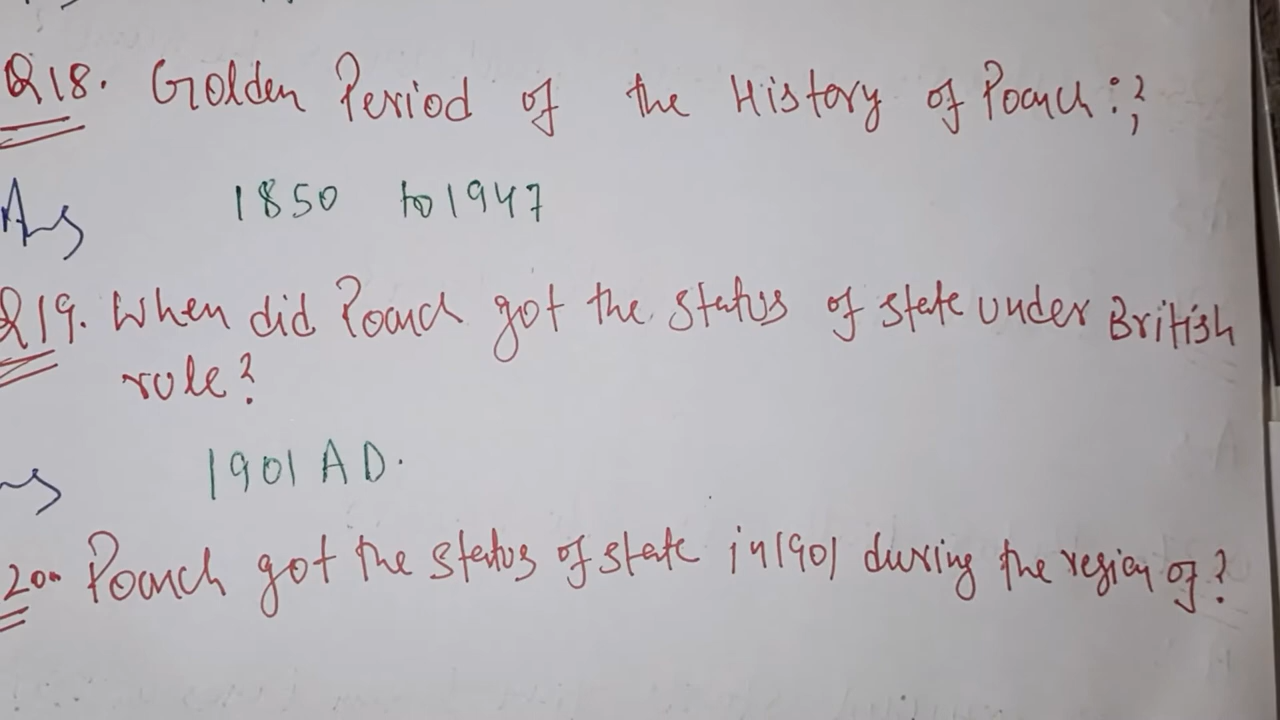 Q18. Golden Period of the History of Poonch:?
Ans 1850 to 1947
Q19. When did Poonch got the status of state under British
rule?
1901 AD.
20. Poonch got the status of state in 1901 during the region of?